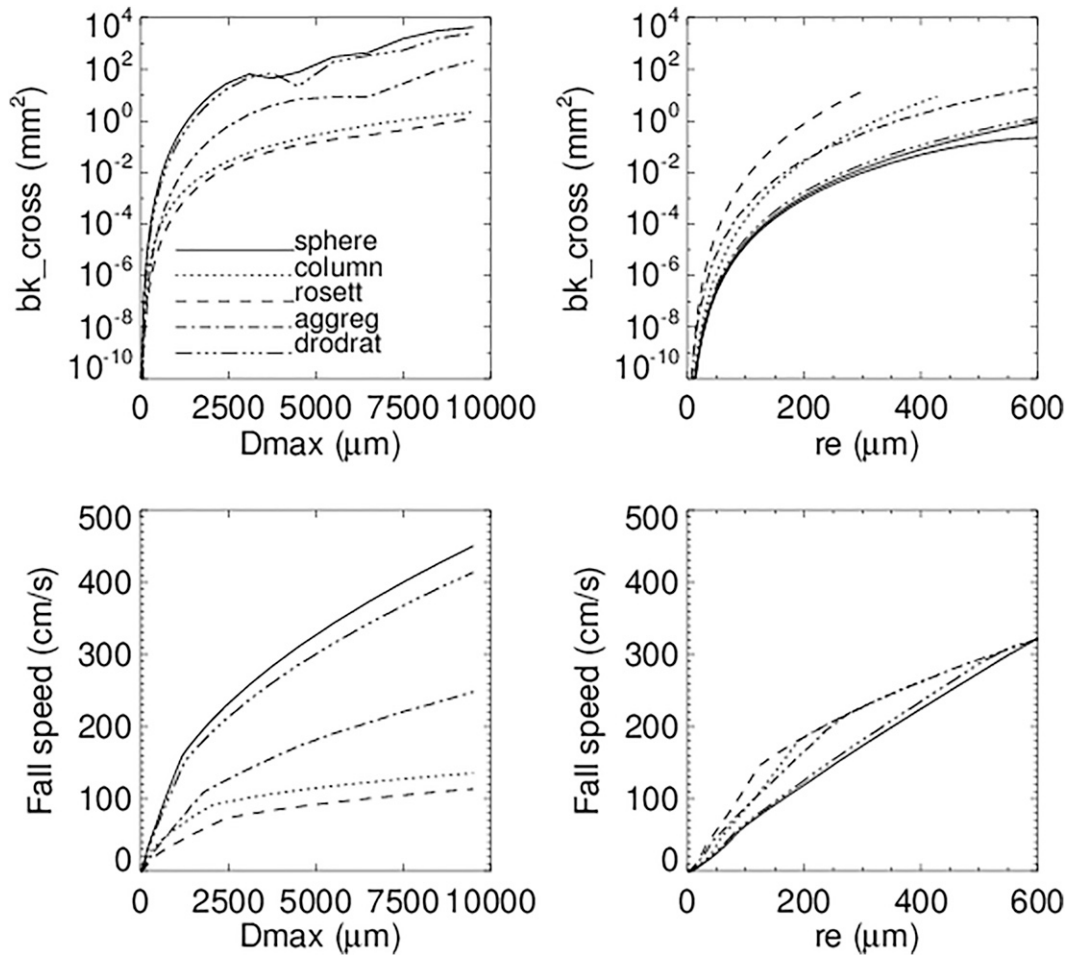 bk_cross (mm²)
10⁴
10²
10⁰
10⁻²
10⁻⁴
10⁻⁶
10⁻⁸
10⁻¹⁰
sphere
column
rosett
aggreg
drodrat
0 2500 5000 7500 10000
Dmax (μm)
bk_cross (mm²)
10⁴
10²
10⁰
10⁻²
10⁻⁴
10⁻⁶
10⁻⁸
10⁻¹⁰
0 200 400 600
re (μm)
Fall speed (cm/s)
500
400
300
200
100
0
0 2500 5000 7500 10000
Dmax (μm)
Fall speed (cm/s)
500
400
300
200
100
0
0 200 400 600
re (μm)